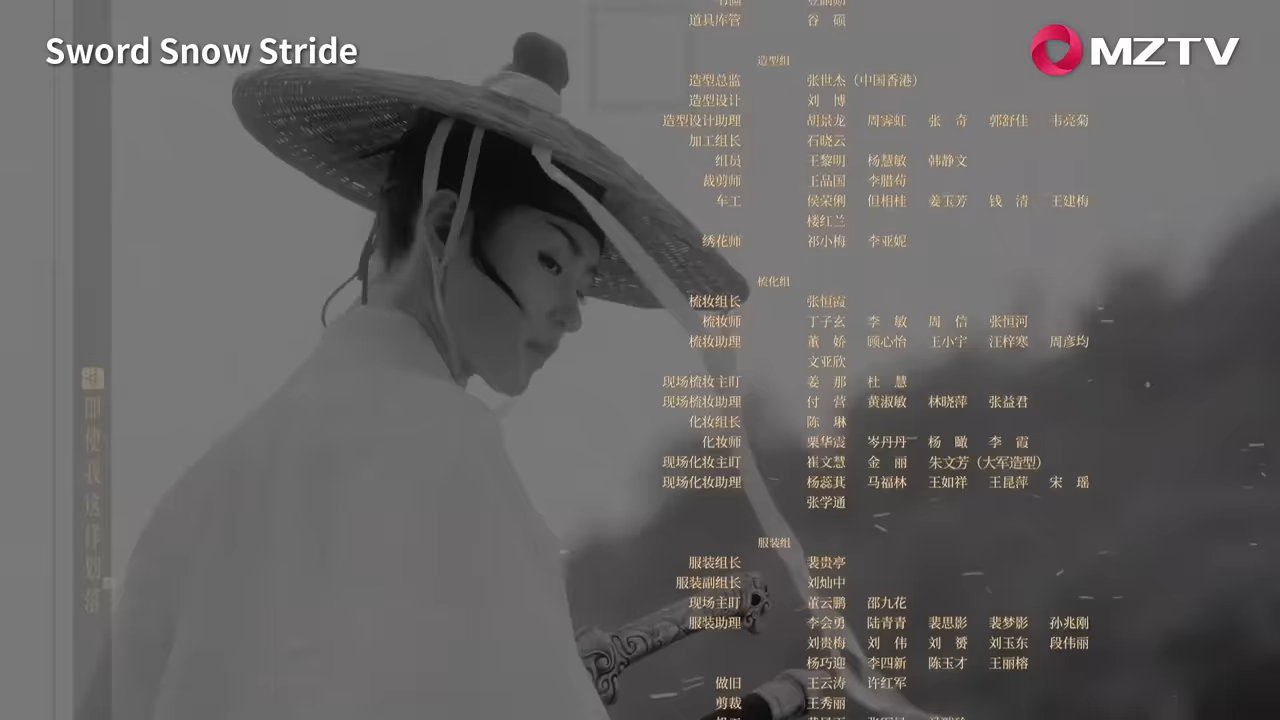 Sword Snow Stride
MZTV
道具库管 谷 硕
造型组
造型总监 张世杰（中国香港）
造型设计 刘 博
造型设计助理 胡景龙 周霁虹 张 奇 郭舒佳 韦亮菊
加工组长 石晓云
组员 王黎明 杨慧敏 韩静文
裁剪师 王品国 李腊苟
车工 侯荣俐 但相桂 姜玉芳 钱 清 王建梅
楼红兰
绣花师 祁小梅 李亚妮
梳化组
梳妆组长 张恒霞
梳妆师 丁子玄 李 敏 周 信 张恒河
梳妆助理 董 娇 顾心怡 王小宇 汪梓寒 周彦均
文亚欣
现场梳妆主盯 姜 那 杜 慧
现场梳妆助理 付 营 黄淑敏 林晓萍 张益君
化妆组长 陈 琳
化妆师 栗华震 岑丹丹 杨 瞰 李 霞
现场化妆主盯 崔文慧 金 丽 朱文芳（大军造型）
现场化妆助理 杨蕊萁 马福林 王如祥 王昆萍 宋 瑶
张学通
服装组
服装组长 裴贵亭
服装副组长 刘灿中
现场主盯 董云鹏 邵九花
服装助理 李会勇 陆青青 裴思影 裴梦影 孙兆刚
刘贵梅 刘 伟 刘 赟 刘玉东 段伟丽
杨巧迎 李四新 陈玉才 王丽榕
做旧 王云涛 许红军
剪裁 王秀丽
即使我这样划落